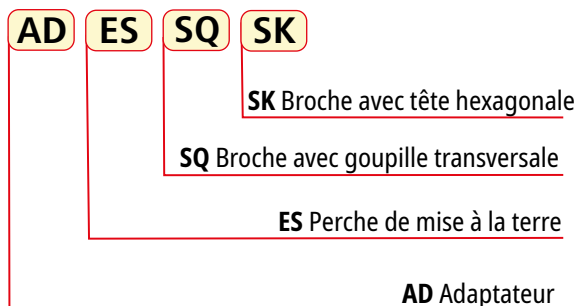 AD ES SQ SK
SK Broche avec tête hexagonale
SQ Broche avec goupille transversale
ES Perche de mise à la terre
AD Adaptateur